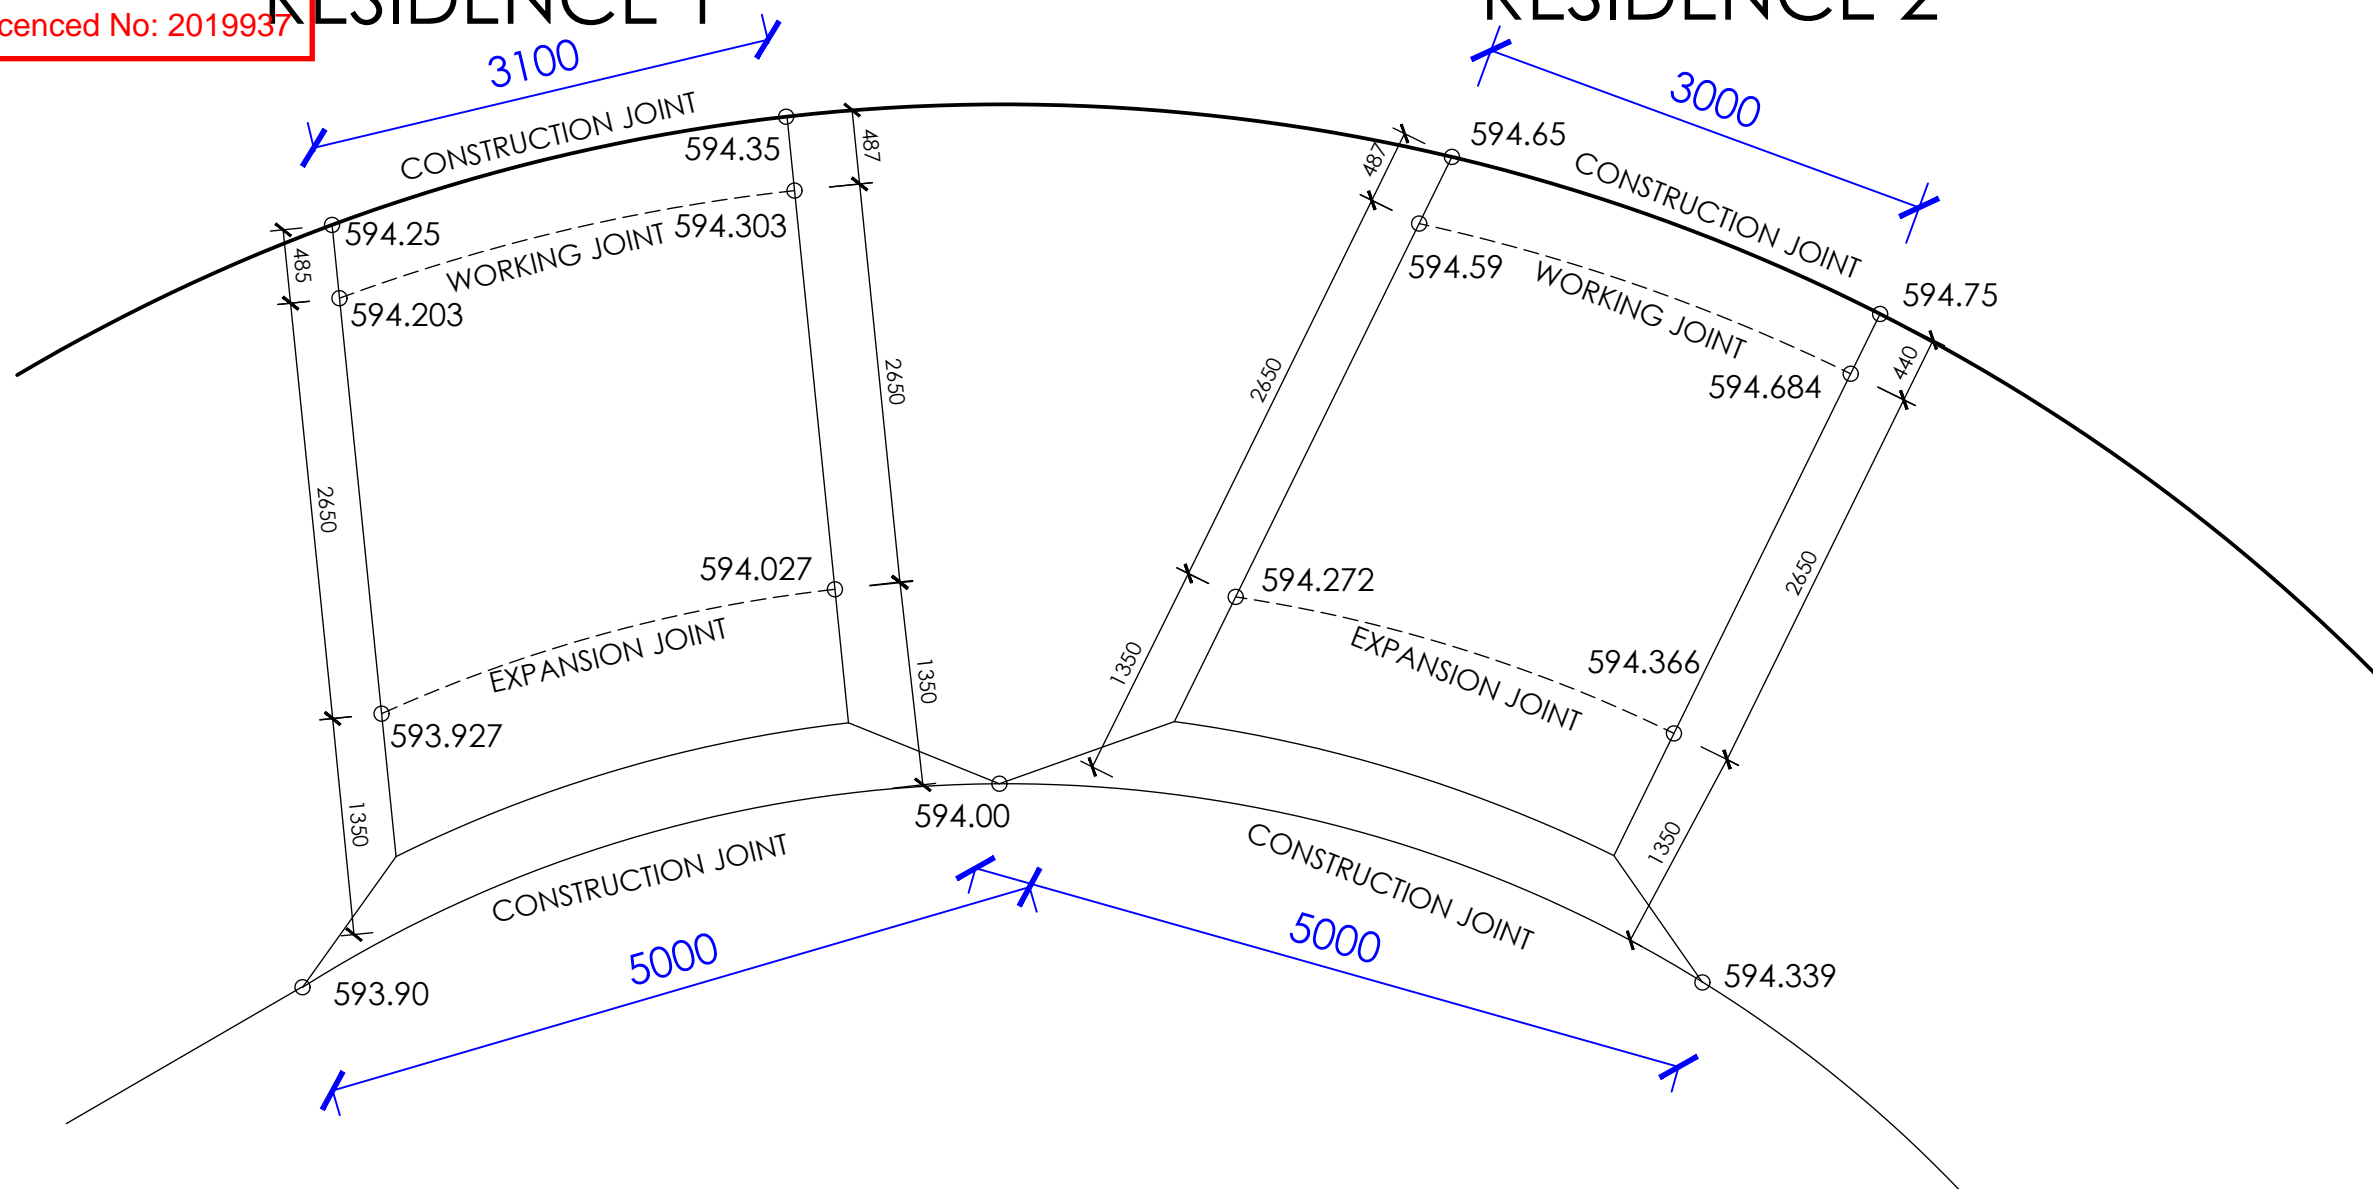 cenced No: 2019937
RESIDENCE 1
RESIDENCE 2
3100
3000
CONSTRUCTION JOINT
594.35
487
487
594.65
CONSTRUCTION JOINT
594.25
485
WORKING JOINT
594.303
594.203
594.59
WORKING JOINT
594.75
440
594.684
2650
2650
2650
2650
594.027
594.272
EXPANSION JOINT
593.927
1350
1350
EXPANSION JOINT
594.366
1350
1350
594.00
CONSTRUCTION JOINT
CONSTRUCTION JOINT
5000
5000
593.90
594.339